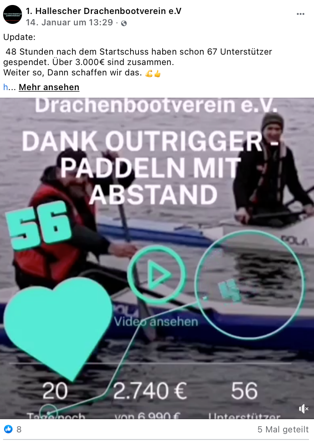 1. Hallescher Drachenbootverein e.V
14. Januar um 13:29 ·
Update:
48 Stunden nach dem Startschuss haben schon 67 Unterstützer
gespendet. Über 3.000€ sind zusammen.
Weiter so, Dann schaffen wir das. 💪👍
h... Mehr ansehen
Drachenbootverein e.V.
DANK OUTRIGGER -
PADDELN MIT
ABSTAND
56
Video ansehen
20 2.740 € 56
Tage noch von 6.990 € Unterstützer
8 5 Mal geteilt